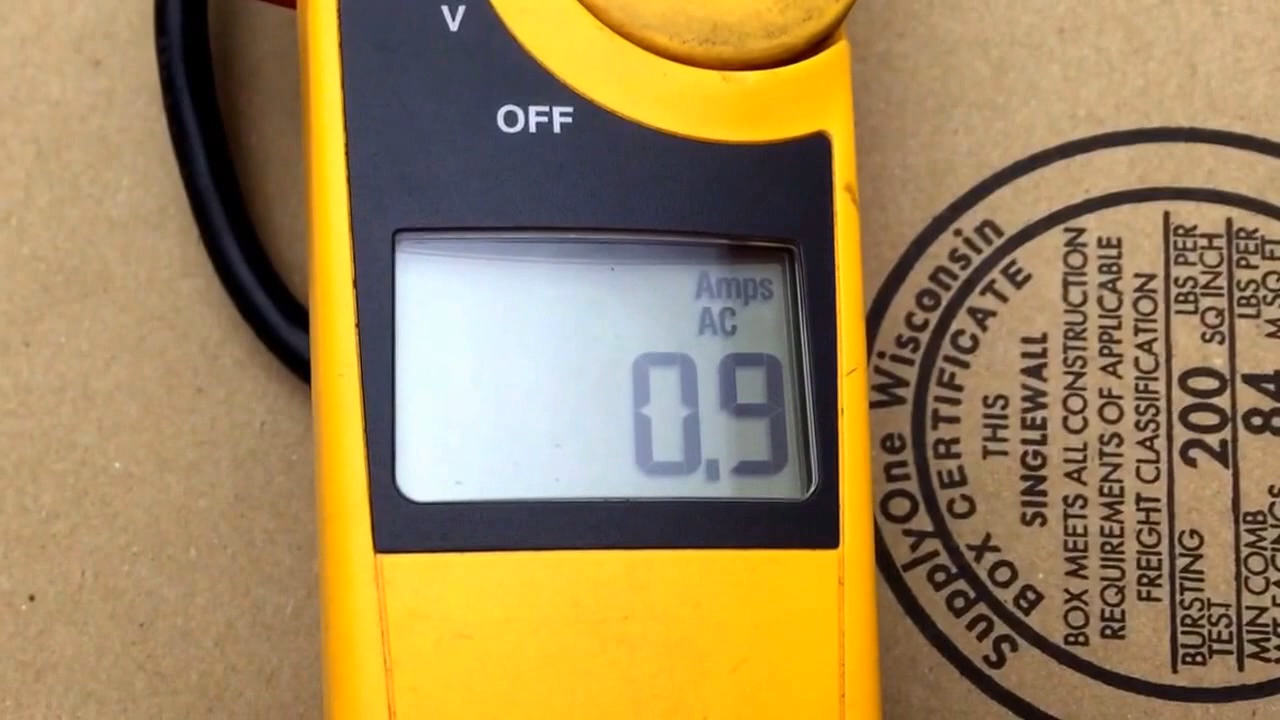 V
OFF
Amps
AC
0.9
SupplyOne Wisconsin
BOX CERTIFICATE
THIS
SINGLEWALL
BOX MEETS ALL CONSTRUCTION
REQUIREMENTS OF APPLICABLE
FREIGHT CLASSIFICATION
BURSTING TEST 200 LBS PER SQ INCH
MIN COMB 84 LBS PER